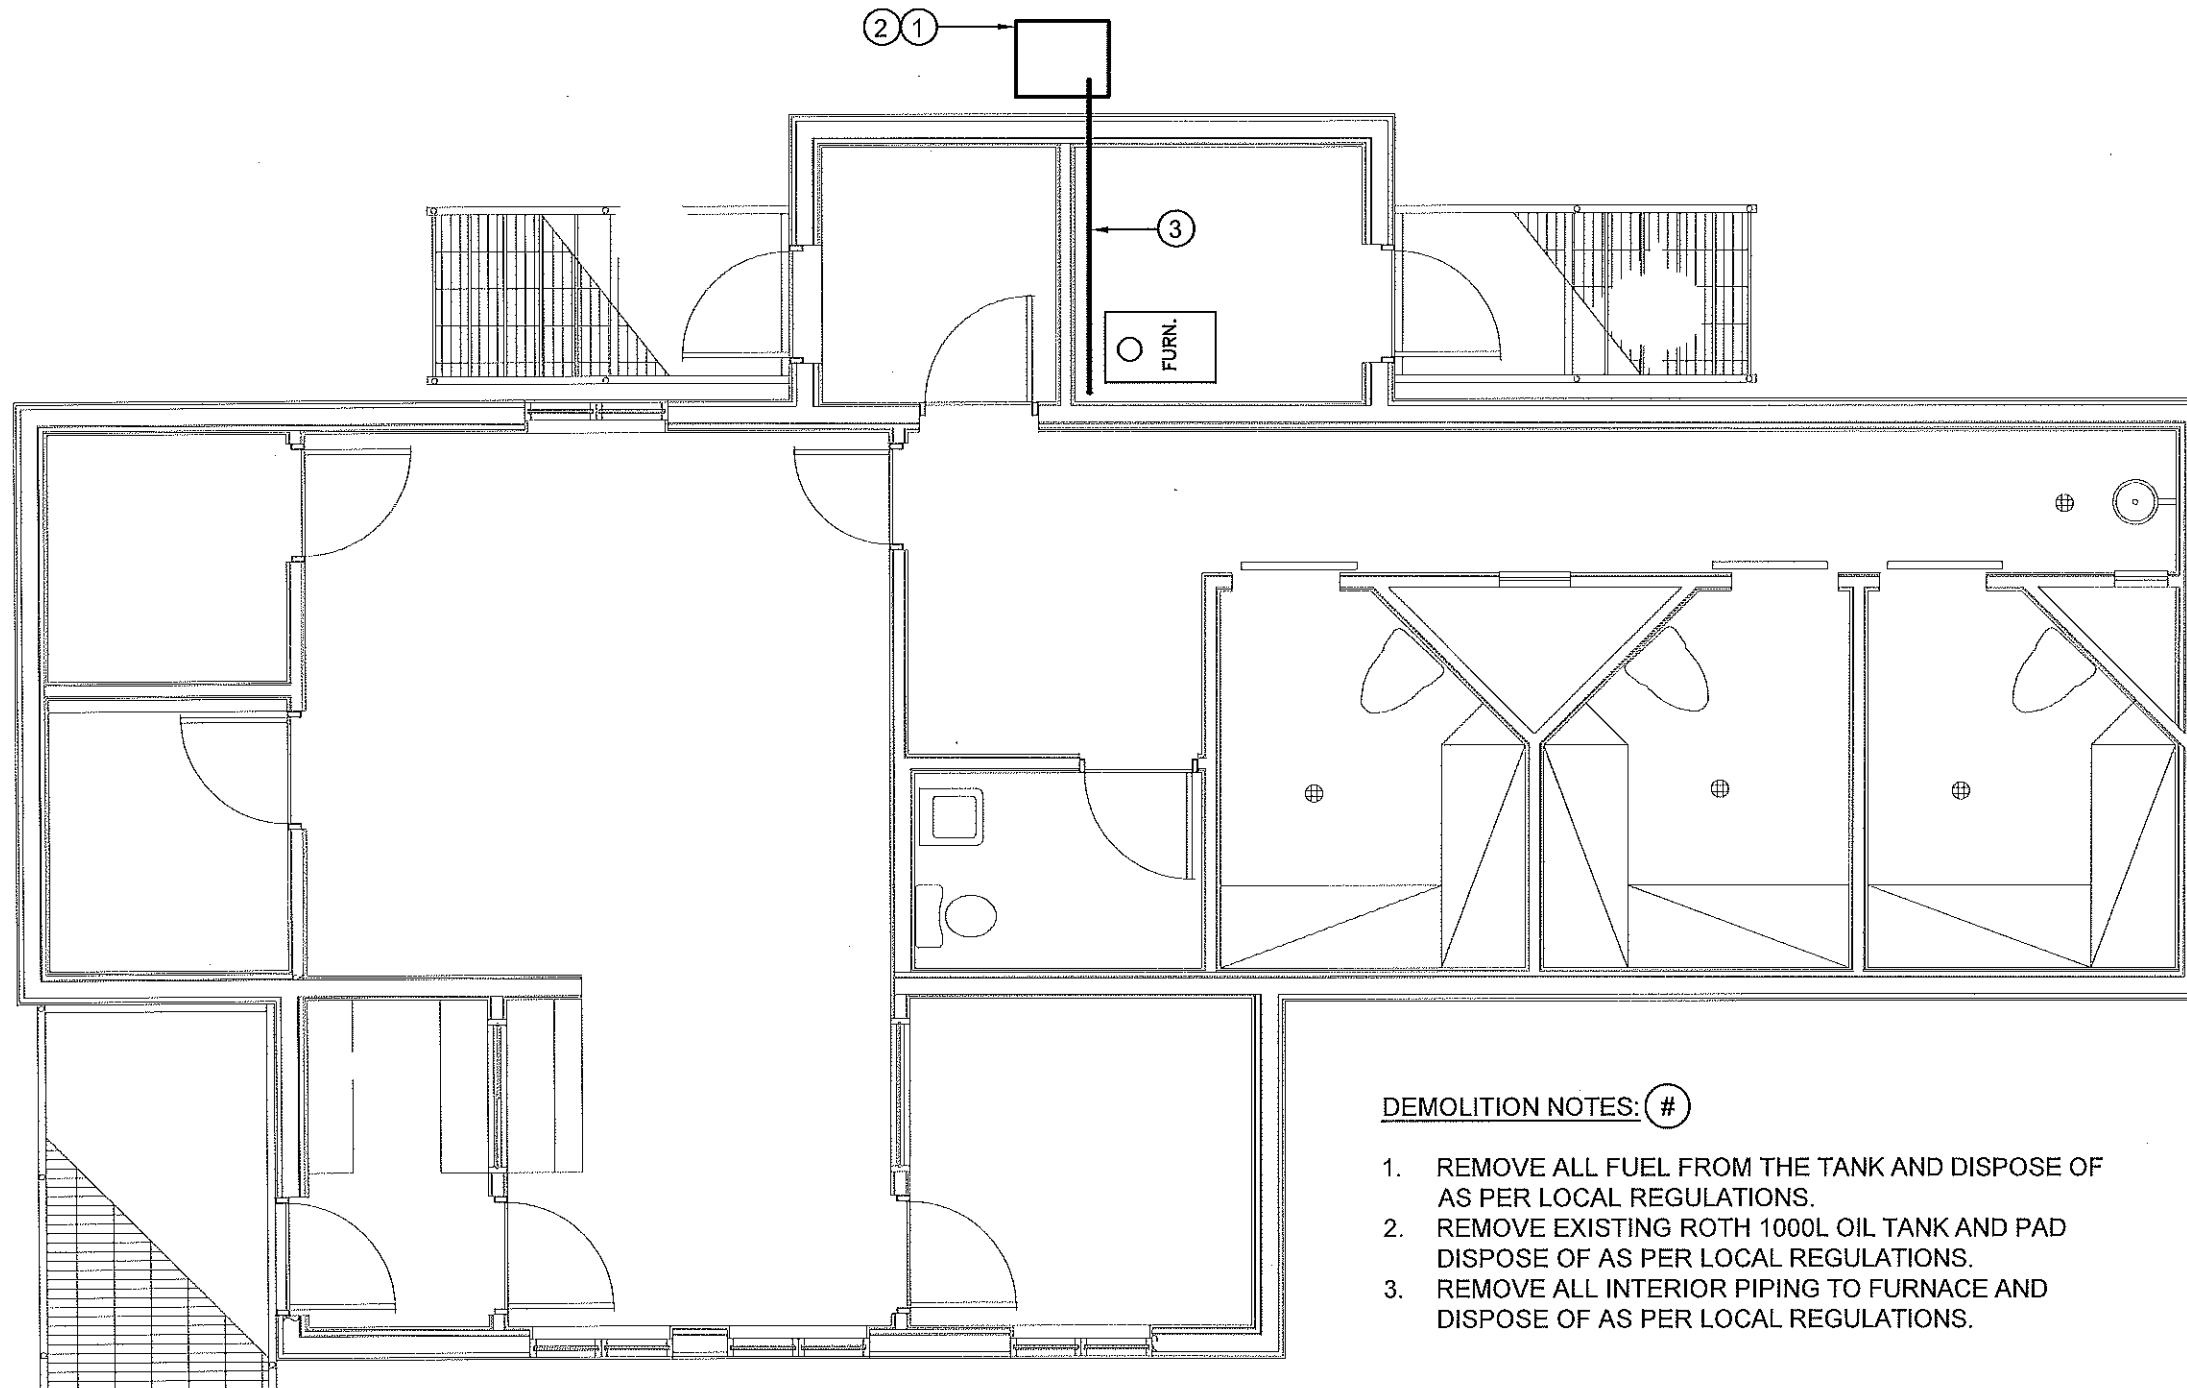 2 1
3
FURN.
DEMOLITION NOTES: #
1. REMOVE ALL FUEL FROM THE TANK AND DISPOSE OF
AS PER LOCAL REGULATIONS.
2. REMOVE EXISTING ROTH 1000L OIL TANK AND PAD
DISPOSE OF AS PER LOCAL REGULATIONS.
3. REMOVE ALL INTERIOR PIPING TO FURNACE AND
DISPOSE OF AS PER LOCAL REGULATIONS.